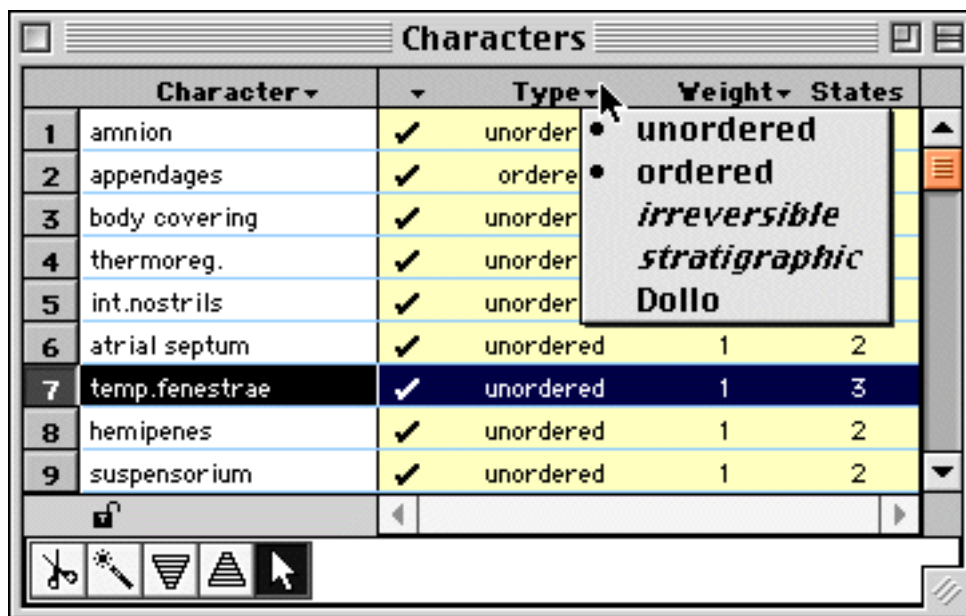 Characters
Character Type Weight States
1 amnion unorder
2 appendages ordere
3 body covering unorder
4 thermoreg. unorder
5 int.nostrils unorder
6 atrial septum unordered 1 2
7 temp.fenestrae unordered 1 3
8 hemipenes unordered 1 2
9 suspensorium unordered 1 2
unordered
ordered
irreversible
stratigraphic
Dollo